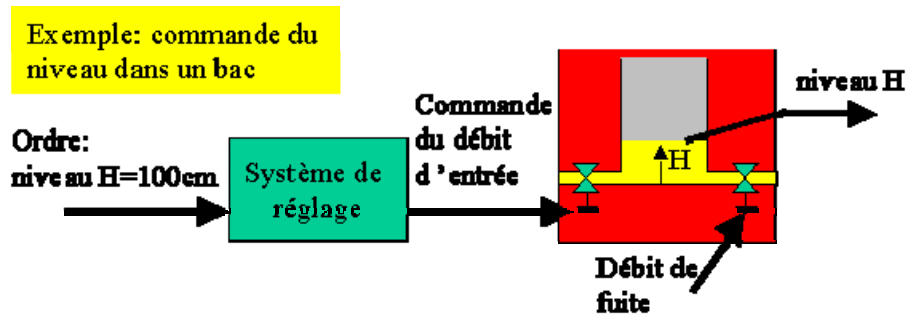 Exemple: commande du
niveau dans un bac
Ordre:
niveau H=100cm
Système de
réglage
Commande
du débit
d 'entrée
niveau H
H
Débit de
fuite